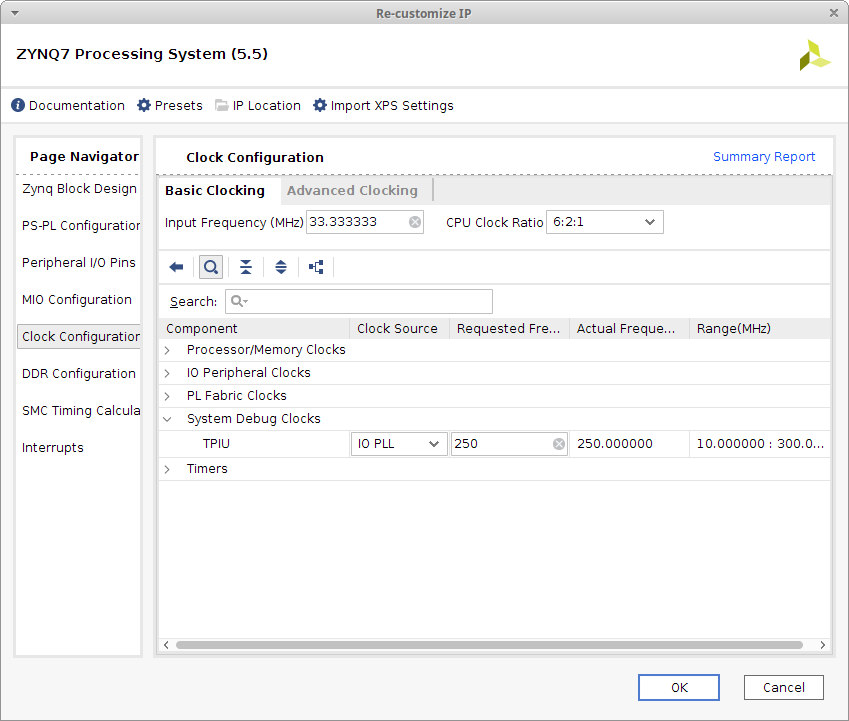 Re-customize IP
ZYNQ7 Processing System (5.5)
Documentation Presets IP Location Import XPS Settings
Page Navigator
Zynq Block Design
PS-PL Configuration
Peripheral I/O Pins
MIO Configuration
Clock Configuration
DDR Configuration
SMC Timing Calcula
Interrupts
Clock Configuration Summary Report
Basic Clocking Advanced Clocking
Input Frequency (MHz) 33.333333 CPU Clock Ratio 6:2:1
Search:
Component Clock Source Requested Fre... Actual Freque... Range(MHz)
Processor/Memory Clocks
IO Peripheral Clocks
PL Fabric Clocks
System Debug Clocks
TPIU IO PLL 250 250.000000 10.000000 : 300.0...
Timers
OK Cancel